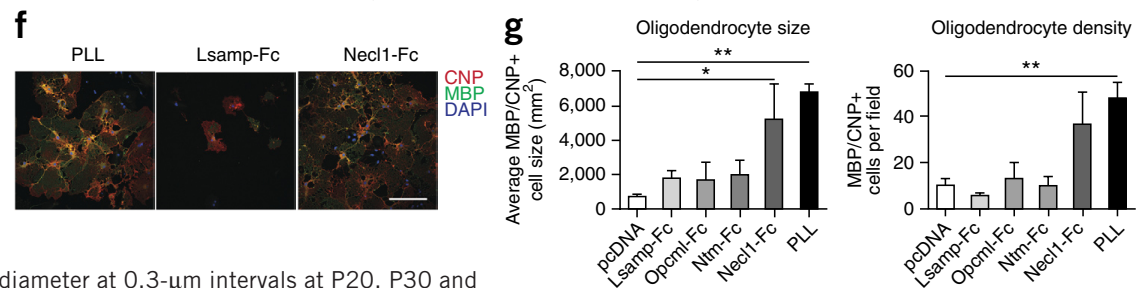 f
PLL
Lsamp-Fc
Necl1-Fc
CNP
MBP
DAPI
g
Oligodendrocyte size
**
*
8,000
6,000
4,000
2,000
0
Average MBP/CNP+
cell size (mm²)
pcDNA
Lsamp-Fc
Opcml-Fc
Ntm-Fc
Necl1-Fc
PLL
Oligodendrocyte density
**
60
40
20
0
MBP/CNP+
cells per field
pcDNA
Lsamp-Fc
Opcml-Fc
Ntm-Fc
Necl1-Fc
PLL
diameter at 0.3-µm intervals at P20, P30 and